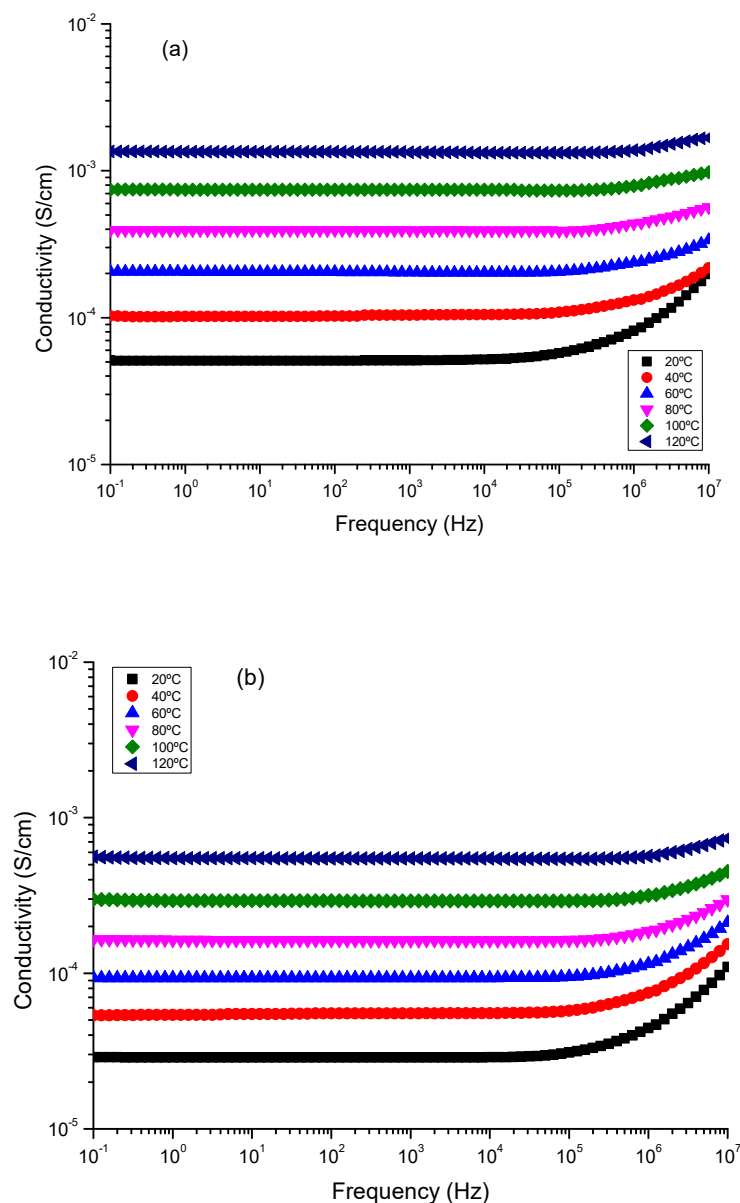 (a)
10⁻²
10⁻³
10⁻⁴
10⁻⁵
Conductivity (S/cm)
20ºC
40ºC
60ºC
80ºC
100ºC
120ºC
10⁻¹ 10⁰ 10¹ 10² 10³ 10⁴ 10⁵ 10⁶ 10⁷
Frequency (Hz)
(b)
10⁻²
10⁻³
10⁻⁴
10⁻⁵
Conductivity (S/cm)
20ºC
40ºC
60ºC
80ºC
100ºC
120ºC
10⁻¹ 10⁰ 10¹ 10² 10³ 10⁴ 10⁵ 10⁶ 10⁷
Frequency (Hz)